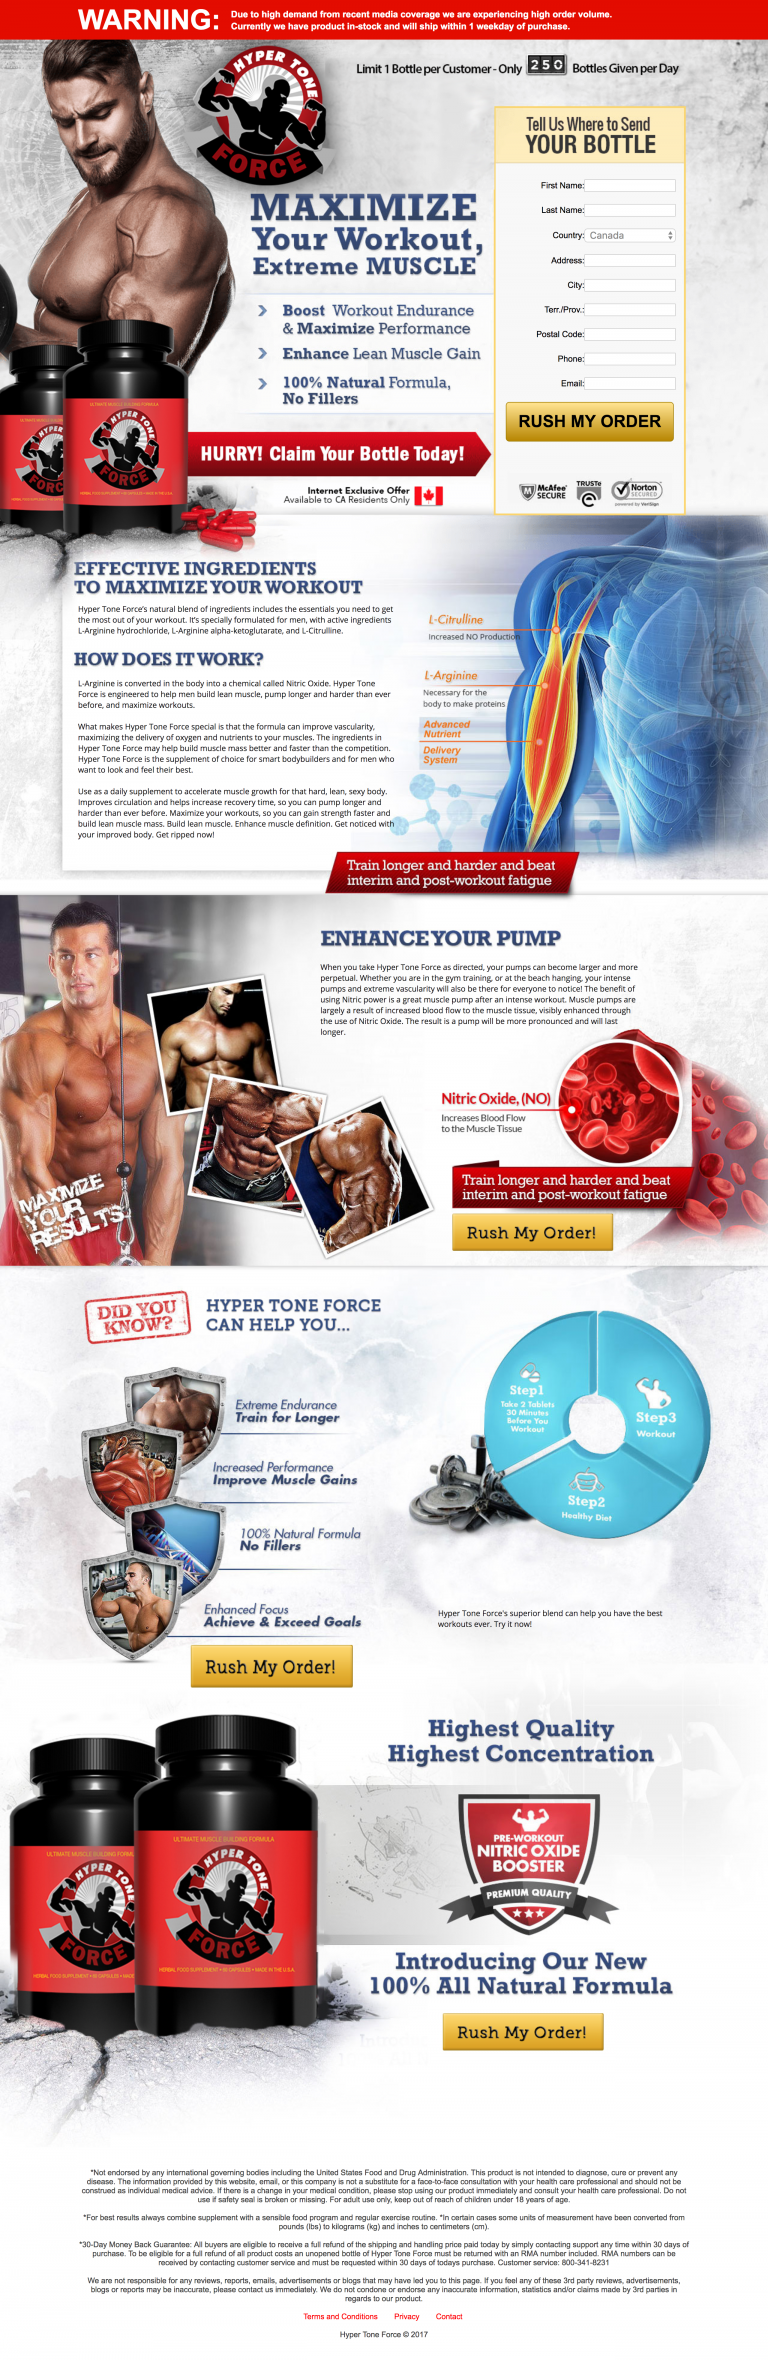 WARNING:
Due to high demand from recent media coverage we are experiencing high order volume.
Currently we have product in-stock and will ship within 1 weekday of purchase.
HYPER TONE
FORCE
Limit 1 Bottle per Customer - Only 250 Bottles Given per Day
Tell Us Where to Send
YOUR BOTTLE
First Name:
Last Name:
Country: Canada
Address:
City:
Terr./Prov.:
Postal Code:
Phone:
Email:
RUSH MY ORDER
McAfee
SECURE
TRUSTe
Norton
SECURED
powered by VeriSign
MAXIMIZE
Your Workout,
Extreme MUSCLE
Boost Workout Endurance
& Maximize Performance
Enhance Lean Muscle Gain
100% Natural Formula,
No Fillers
HURRY! Claim Your Bottle Today!
Internet Exclusive Offer
Available to CA Residents Only
HYPER TONE
FORCE
EFFECTIVE INGREDIENTS
TO MAXIMIZE YOUR WORKOUT
Hyper Tone Force's natural blend of ingredients includes the essentials you need to get
the most out of your workout. It's specially formulated for men, with active ingredients
L-Arginine hydrochloride, L-Arginine alpha-ketoglutarate, and L-Citrulline.
HOW DOES IT WORK?
L-Arginine is converted in the body into a chemical called Nitric Oxide. Hyper Tone
Force is engineered to help men build lean muscle, pump longer and harder than ever
before, and maximize workouts.
What makes Hyper Tone Force special is that the formula can improve vascularity,
maximizing the delivery of oxygen and nutrients to your muscles. The ingredients in
Hyper Tone Force may help build muscle mass better and faster than the competition.
Hyper Tone Force is the supplement of choice for smart bodybuilders and for men who
want to look and feel their best.
Use as a daily supplement to accelerate muscle growth for that hard, lean, sexy body.
Improves circulation and helps increase recovery time, so you can pump longer and
harder than ever before. Maximize your workouts, so you can gain strength faster and
build lean muscle mass. Build lean muscle. Enhance muscle definition. Get noticed with
your improved body. Get ripped now!
L-Citrulline
Increased NO Production
L-Arginine
Necessary for the
body to make proteins
Advanced
Nutrient
Delivery
System
Train longer and harder and beat
interim and post-workout fatigue
ENHANCE YOUR PUMP
When you take Hyper Tone Force as directed, your pumps can become larger and more
perpetual. Whether you are in the gym training, or at the beach hanging, your intense
pumps and extreme vascularity will also be there for everyone to notice! The benefit of
using Nitric power is a great muscle pump after an intense workout. Muscle pumps are
largely a result of increased blood flow to the muscle tissue, visibly enhanced through
the use of Nitric Oxide. The result is a pump will be more pronounced and will last
longer.
Nitric Oxide, (NO)
Increases Blood Flow
to the Muscle Tissue
MAXIMIZE
YOUR
RESULTS
Train longer and harder and beat
interim and post-workout fatigue
Rush My Order!
DID YOU
KNOW?
HYPER TONE FORCE
CAN HELP YOU...
Extreme Endurance
Train for Longer
Increased Performance
Improve Muscle Gains
100% Natural Formula
No Fillers
Enhanced Focus
Achieve & Exceed Goals
Rush My Order!
Step1
Take 2 Tablets
30 Minutes
Before You
Workout
Step3
Workout
Step2
Healthy Diet
Hyper Tone Force's superior blend can help you have the best
workouts ever. Try it now!
Highest Quality
Highest Concentration
PRE-WORKOUT
NITRIC OXIDE
BOOSTER
PREMIUM QUALITY
Introducing Our New
100% All Natural Formula
Rush My Order!
ULTIMATE MUSCLE BUILDING FORMULA
HYPER TONE
FORCE
HERBAL FOOD SUPPLEMENT • 60 CAPSULES • MADE IN THE U.S.A.
*Not endorsed by any international governing bodies including the United States Food and Drug Administration. This product is not intended to diagnose, cure or prevent any
disease. The information provided by this website, email, or this company is not a substitute for a face-to-face consultation with your health care professional and should not be
construed as individual medical advice. If there is a change in your medical condition, please stop using our product immediately and consult your health care professional. Do not
use if safety seal is broken or missing. For adult use only, keep out of reach of children under 18 years of age.
*For best results always combine supplement with a sensible food program and regular exercise routine. *In certain cases some units of measurement have been converted from
pounds (lbs) to kilograms (kg) and inches to centimeters (cm).
*30-Day Money Back Guarantee: All buyers are eligible to receive a full refund of the shipping and handling price paid today by simply contacting support any time within 30 days of
purchase. To be eligible for a full refund of all product costs an unopened bottle of Hyper Tone Force must be returned with an RMA number included. RMA numbers can be
received by contacting customer service and must be requested within 30 days of todays purchase. Customer service: 800-341-8231
We are not responsible for any reviews, reports, emails, advertisements or blogs that may have led you to this page. If you feel any of these 3rd party reviews, advertisements,
blogs or reports may be inaccurate, please contact us immediately. We do not condone or endorse any inaccurate information, statistics and/or claims made by 3rd parties in
regards to our product.
Terms and Conditions Privacy Contact
Hyper Tone Force © 2017